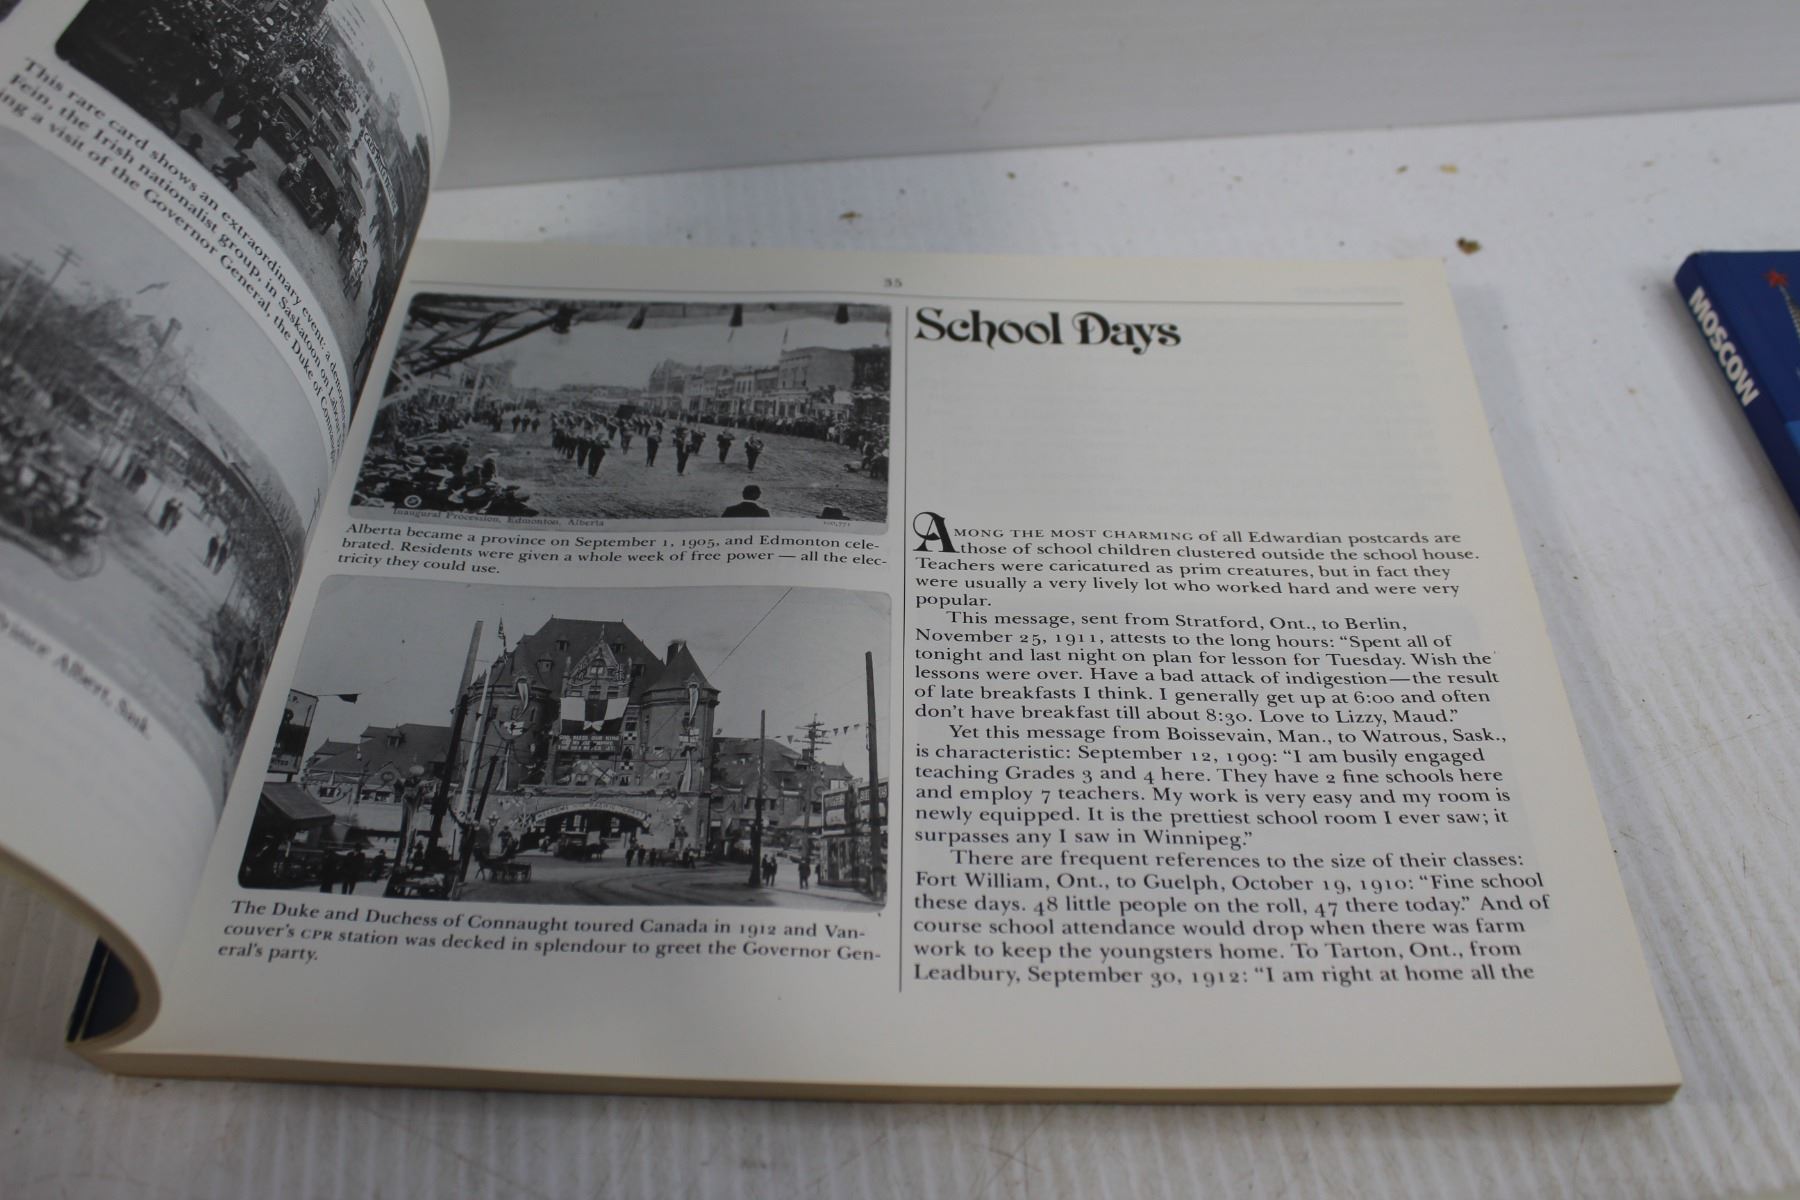 This rare card shows an extraordinary event: a
Fein, the Irish nationalist group, in Saskatoon on Labour
ing a visit of the Governor General, the Duke of
Albert, Sask.
35
Inaugural Procession, Edmonton, Alberta
Alberta became a province on September 1, 1905, and Edmonton cele-
brated. Residents were given a whole week of free power — all the elec-
tricity they could use.
The Duke and Duchess of Connaught toured Canada in 1912 and Van-
couver's CPR station was decked in splendour to greet the Governor Gen-
eral's party.
School Days
AMONG THE MOST CHARMING of all Edwardian postcards are
those of school children clustered outside the school house.
Teachers were caricatured as prim creatures, but in fact they
were usually a very lively lot who worked hard and were very
popular.
This message, sent from Stratford, Ont., to Berlin,
November 25, 1911, attests to the long hours: “Spent all of
tonight and last night on plan for lesson for Tuesday. Wish the
lessons were over. Have a bad attack of indigestion—the result
of late breakfasts I think. I generally get up at 6:00 and often
don't have breakfast till about 8:30. Love to Lizzy, Maud.”
Yet this message from Boissevain, Man., to Watrous, Sask.,
is characteristic: September 12, 1909: “I am busily engaged
teaching Grades 3 and 4 here. They have 2 fine schools here
and employ 7 teachers. My work is very easy and my room is
newly equipped. It is the prettiest school room I ever saw; it
surpasses any I saw in Winnipeg.”
There are frequent references to the size of their classes:
Fort William, Ont., to Guelph, October 19, 1910: “Fine school
these days. 48 little people on the roll, 47 there today.” And of
course school attendance would drop when there was farm
work to keep the youngsters home. To Tarton, Ont., from
Leadbury, September 30, 1912: “I am right at home all the
MOSCOW